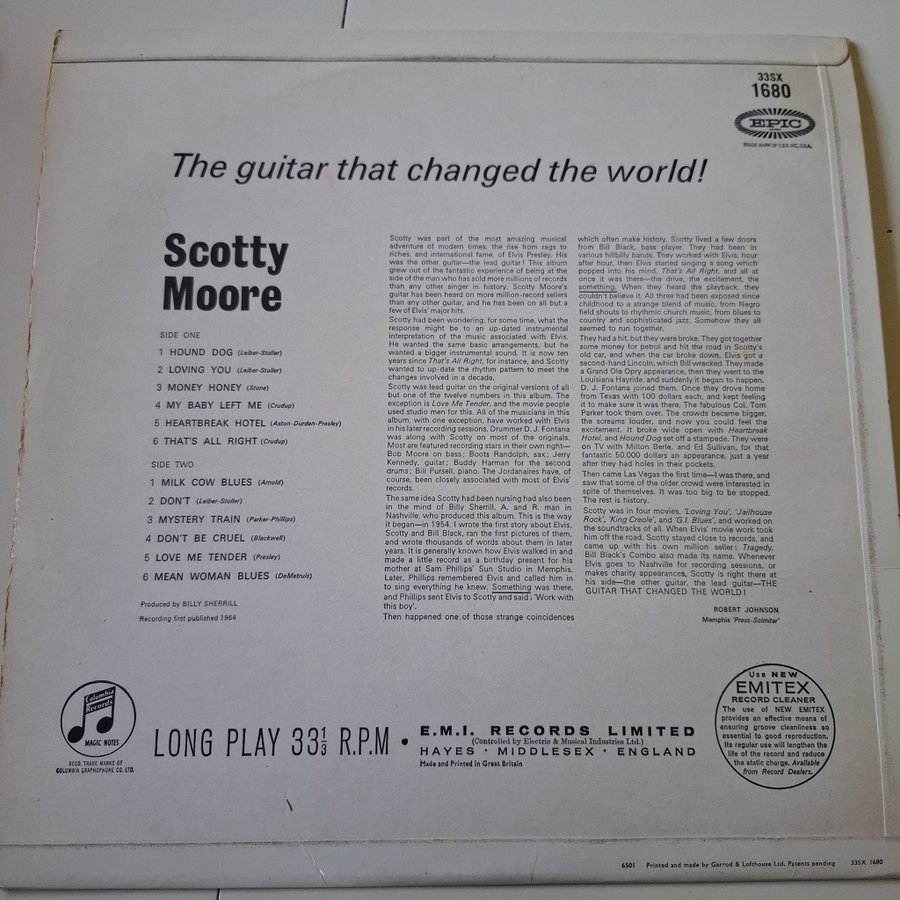 33SX
1680
EPIC
TRADE MARK OF C.B.S. INC. U.S.A.
The guitar that changed the world!
Scotty
Moore
SIDE ONE
1 HOUND DOG (Leiber-Stoller)
2 LOVING YOU (Leiber-Stoller)
3 MONEY HONEY (Stone)
4 MY BABY LEFT ME (Crudup)
5 HEARTBREAK HOTEL (Axton-Durden-Presley)
6 THAT'S ALL RIGHT (Crudup)
SIDE TWO
1 MILK COW BLUES (Arnold)
2 DON'T (Leiber-Stoller)
3 MYSTERY TRAIN (Parker-Phillips)
4 DON'T BE CRUEL (Blackwell)
5 LOVE ME TENDER (Presley)
6 MEAN WOMAN BLUES (DeMetruis)
Produced by BILLY SHERRILL
Recording first published 1964
Scotty was part of the most amazing musical
adventure of modern times, the rise from rags to
riches, and international fame, of Elvis Presley. His
was the other guitar—the lead guitar! This album
grew out of the fantastic experience of being at the
side of the man who has sold more millions of records
than any other singer in history. Scotty Moore's
guitar has been heard on more million-record sellers
than any other guitar, and he has been on all but a
few of Elvis' major hits.
Scotty had been wondering, for some time, what the
response might be to an up-dated instrumental
interpretation of the music associated with Elvis.
He wanted the same basic arrangements, but he
wanted a bigger instrumental sound. It is now ten
years since That's All Right, for instance, and Scotty
wanted to up-date the rhythm pattern to meet the
changes involved in a decade.
Scotty was lead guitar on the original versions of all
but one of the twelve numbers in this album. The
exception is Love Me Tender, and the movie people
used studio men for this. All of the musicians in this
album, with one exception, have worked with Elvis
in his later recording sessions. Drummer D. J. Fontana
was along with Scotty on most of the originals.
Most are featured recording stars in their own right—
Bob Moore on bass; Boots Randolph, sax; Jerry
Kennedy, guitar; Buddy Harman for the second
drums; Bill Pursell, piano. The Jordanaires have, of
course, been closely associated with most of Elvis'
records.
The same idea Scotty had been nursing had also been
in the mind of Billy Sherrill, A. and R. man in
Nashville, who produced this album. This is the way
it began—in 1954. I wrote the first story about Elvis,
Scotty and Bill Black, ran the first pictures of them,
and wrote thousands of words about them in later
years. It is generally known how Elvis walked in and
made a little record as a birthday present for his
mother at Sam Phillips' Sun Studio in Memphis.
Later, Phillips remembered Elvis and called him in
to sing everything he knew. Something was there,
and Phillips sent Elvis to Scotty and said: 'Work with
this boy'.
Then happened one of those strange coincidences
which often make history. Scotty lived a few doors
from Bill Black, bass player. They had been in
various hillbilly bands. They worked with Elvis, hour
after hour, then Elvis started singing a song which
popped into his mind, That's All Right, and all at
once it was there—the drive, the excitement, the
something. When they heard the playback, they
couldn't believe it. All three had been exposed since
childhood to a strange blend of music, from Negro
field shouts to rhythmic church music, from blues to
country and sophisticated jazz. Somehow they all
seemed to run together.
They had a hit, but they were broke. They got together
some money for petrol and hit the road in Scotty's
old car, and when the car broke down, Elvis got a
second-hand Lincoln, which Bill wrecked. They made
a Grand Ole Opry appearance, then they went to the
Louisiana Hayride, and suddenly it began to happen.
D. J. Fontana joined them. Once they drove home
from Texas with 100 dollars each, and kept feeling
it to make sure it was there. The fabulous Col. Tom
Parker took them over. The crowds became bigger,
the screams louder, and now you could feel the
excitement. It broke wide open with Heartbreak
Hotel, and Hound Dog set off a stampede. They were
on TV with Milton Berle, and Ed Sullivan, for that
fantastic 50,000 dollars an appearance, just a year
after they had holes in their pockets.
Then came Las Vegas the first time—I was there, and
saw that some of the older crowd were interested in
spite of themselves. It was too big to be stopped.
The rest is history.
Scotty was in four movies, 'Loving You', 'Jailhouse
Rock', 'King Creole', and 'G.I. Blues', and worked on
the soundtracks of all. When Elvis' movie work took
him off the road, Scotty stayed close to records, and
came up with his own million seller: Tragedy.
Bill Black's Combo also made its name. Whenever
Elvis goes to Nashville for recording sessions, or
makes charity appearances, Scotty is right there at
his side—the other guitar, the lead guitar—THE
GUITAR THAT CHANGED THE WORLD!
ROBERT JOHNSON
Memphis 'Press-Scimitar'
Columbia
Records
MAGIC NOTES
REGD. TRADE MARKS OF
COLUMBIA GRAPHOPHONE CO. LTD.
LONG PLAY 33⅓ R.P.M •
E.M.I. RECORDS LIMITED
(Controlled by Electric & Musical Industries Ltd.)
HAYES · MIDDLESEX · ENGLAND
Made and Printed in Great Britain
Use NEW
EMITEX
RECORD CLEANER
The use of NEW EMITEX
provides an effective means of
ensuring groove cleanliness so
essential to good reproduction.
Its regular use will lengthen the
life of the record and reduce
the static charge. Available
from Record Dealers.
6501 Printed and made by Garrod & Lofthouse Ltd. Patents pending 33SX 1680